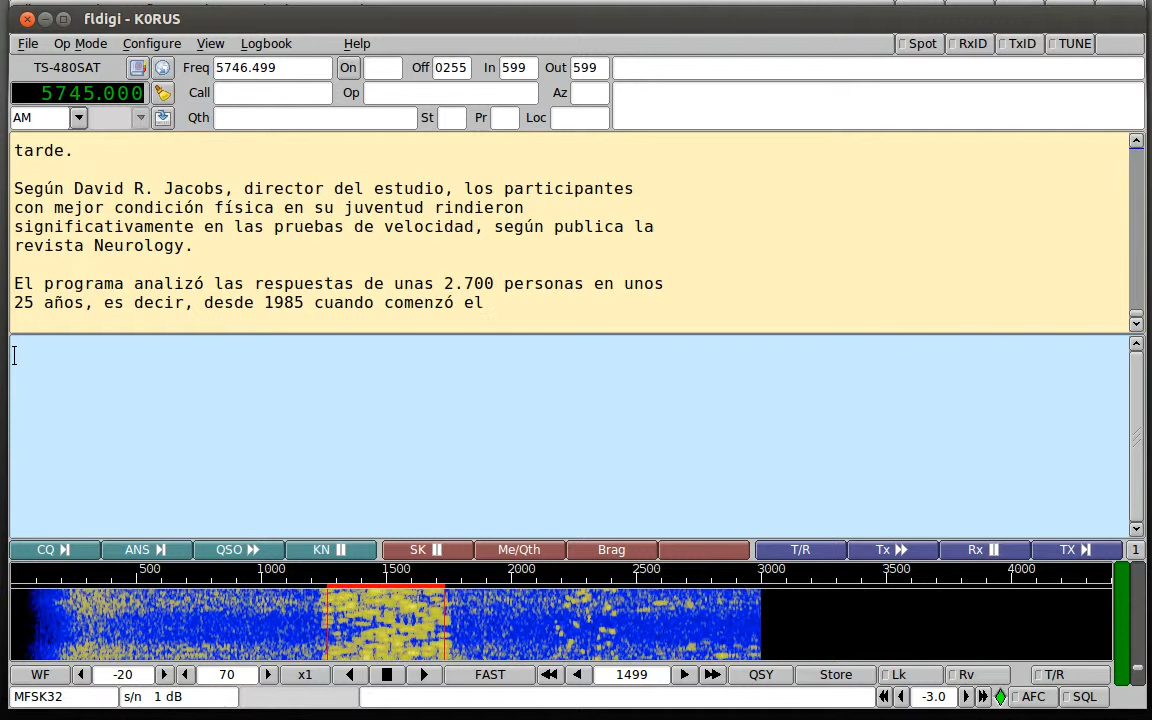 fldigi - K0RUS
File Op Mode Configure View Logbook Help Spot RxID TxID TUNE
TS-480SAT Freq 5746.499 On Off 0255 In 599 Out 599
5745.000 Call Op Az
AM Qth St Pr Loc
tarde.
Según David R. Jacobs, director del estudio, los participantes
con mejor condición física en su juventud rindieron
significativamente en las pruebas de velocidad, según publica la
revista Neurology.
El programa analizó las respuestas de unas 2.700 personas en unos
25 años, es decir, desde 1985 cuando comenzó el
CQ ANS QSO KN SK Me/Qth Brag T/R Tx Rx TX 1
500 1000 1500 2000 2500 3000 3500 4000
WF -20 70 x1 FAST 1499 QSY Store Lk Rv T/R
MFSK32 s/n 1 dB -3.0 AFC SQL